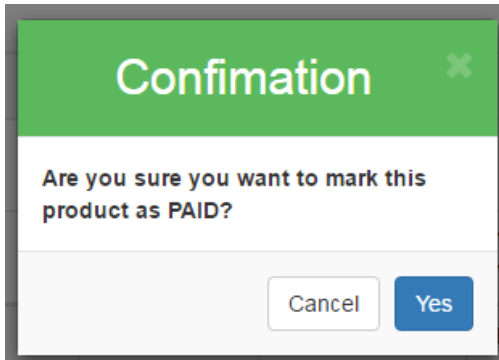 Confimation
Are you sure you want to mark this
product as PAID?
Cancel Yes